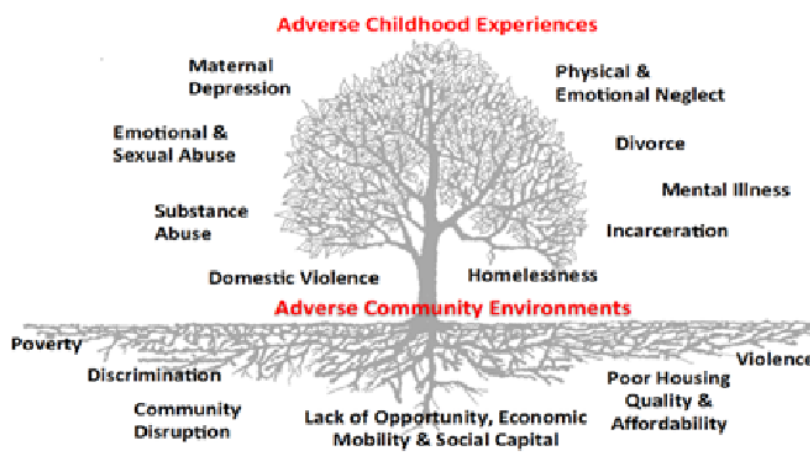 Adverse Childhood Experiences
Maternal
Depression
Physical &
Emotional Neglect
Emotional &
Sexual Abuse
Divorce
Mental Illness
Substance
Abuse
Incarceration
Domestic Violence
Homelessness
Adverse Community Environments
Poverty
Violence
Discrimination
Poor Housing
Quality &
Affordability
Community
Disruption
Lack of Opportunity, Economic
Mobility & Social Capital